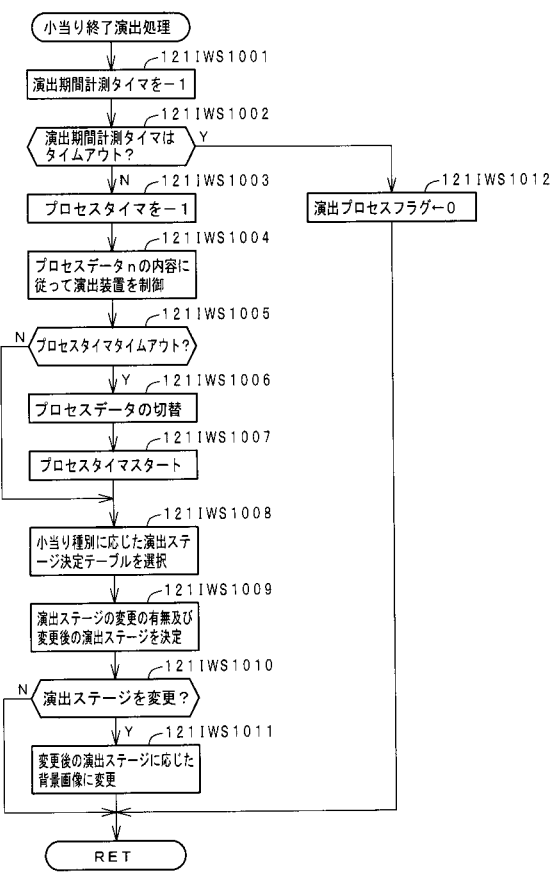 小当り終了演出処理
121IWS1001
演出期間計測タイマを－1
121IWS1002
演出期間計測タイマは
タイムアウト？
Y
N
121IWS1003
プロセスタイマを－1
121IWS1012
演出プロセスフラグ←0
121IWS1004
プロセスデータnの内容に
従って演出装置を制御
121IWS1005
N
プロセスタイマタイムアウト？
Y
121IWS1006
プロセスデータの切替
121IWS1007
プロセスタイマスタート
121IWS1008
小当り種別に応じた演出ステ
ージ決定テーブルを選択
121IWS1009
演出ステージの変更の有無及び
変更後の演出ステージを決定
121IWS1010
N
演出ステージを変更？
Y
121IWS1011
変更後の演出ステージに応じた
背景画像に変更
RET